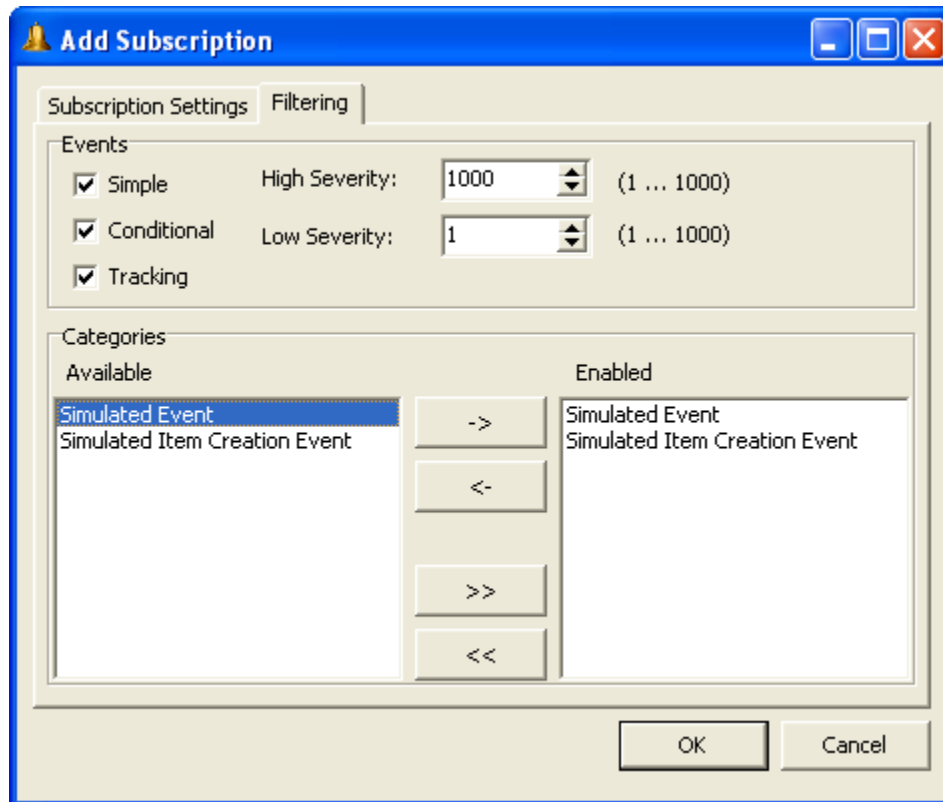 Add Subscription
Subscription Settings Filtering
Events
Simple High Severity: 1000 (1 ... 1000)
Conditional Low Severity: 1 (1 ... 1000)
Tracking
Categories
Available Enabled
Simulated Event -> Simulated Event
Simulated Item Creation Event Simulated Item Creation Event
<-
>>
<<
OK Cancel